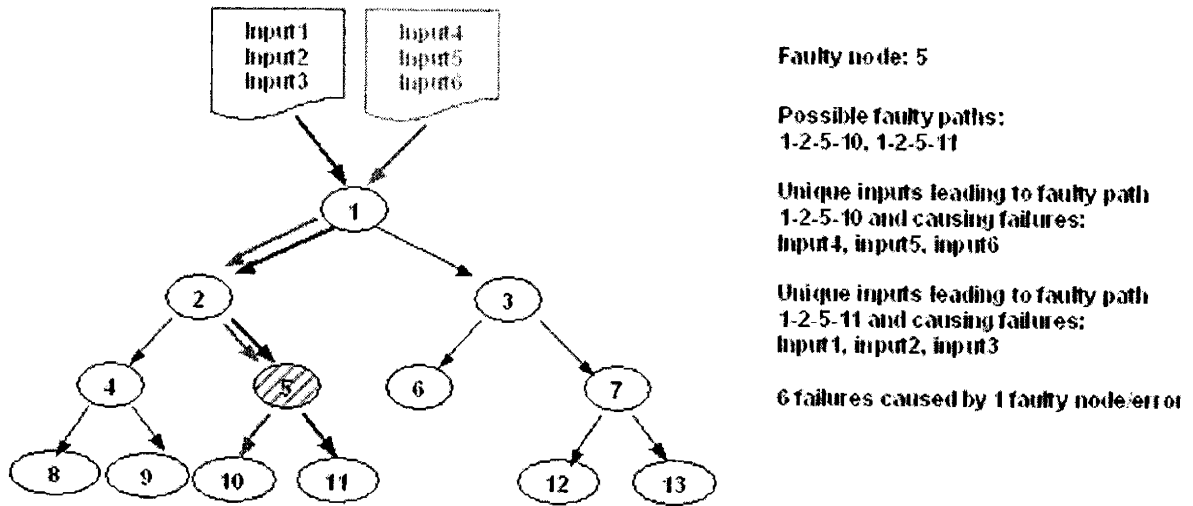 Input1
Input2
Input3
Input4
Input5
Input6
1
2
3
4
5
6
7
8
9
10
11
12
13
Faulty node: 5
Possible faulty paths:
1-2-5-10, 1-2-5-11
Unique inputs leading to faulty path
1-2-5-10 and causing failures:
Input4, input5, input6
Unique inputs leading to faulty path
1-2-5-11 and causing failures:
Input1, input2, input3
6 failures caused by 1 faulty node/error